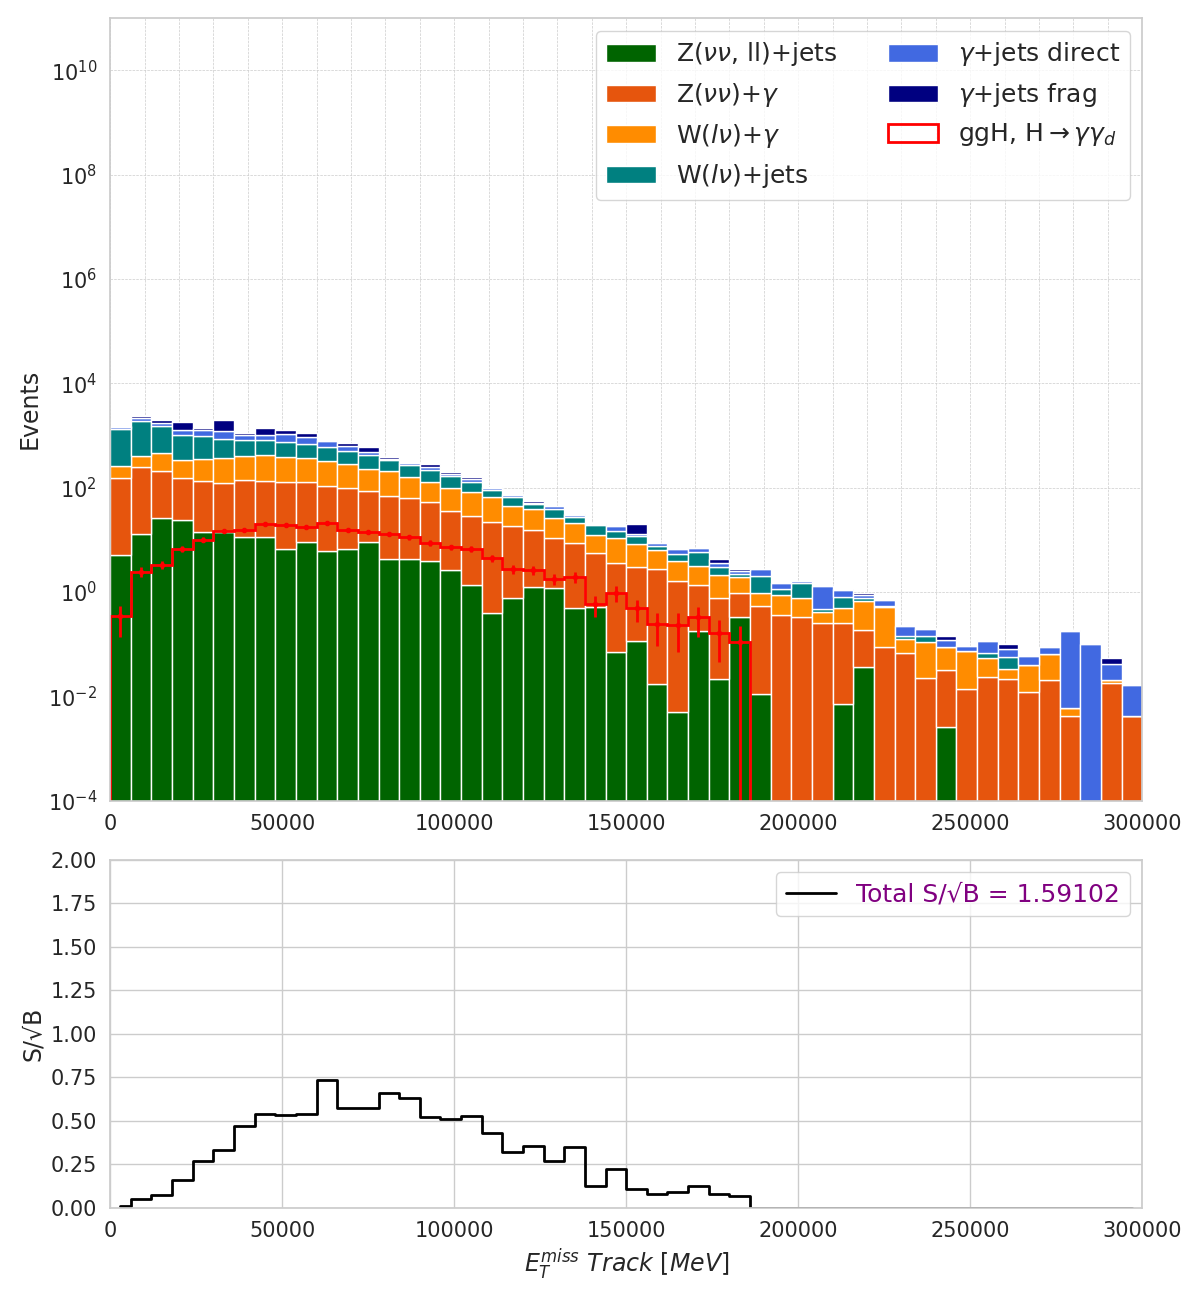 Z(νν, ll)+jets
Z(νν)+γ
W(lν)+γ
W(lν)+jets
γ+jets direct
γ+jets frag
ggH, H→γγ_d
10^10
10^8
10^6
10^4
10^2
10^0
10^−2
10^−4
Events
0 50000 100000 150000 200000 250000 300000
Total S/√B = 1.59102
2.00
1.75
1.50
1.25
1.00
0.75
0.50
0.25
0.00
S/√B
0 50000 100000 150000 200000 250000 300000
E_T^miss Track [MeV]